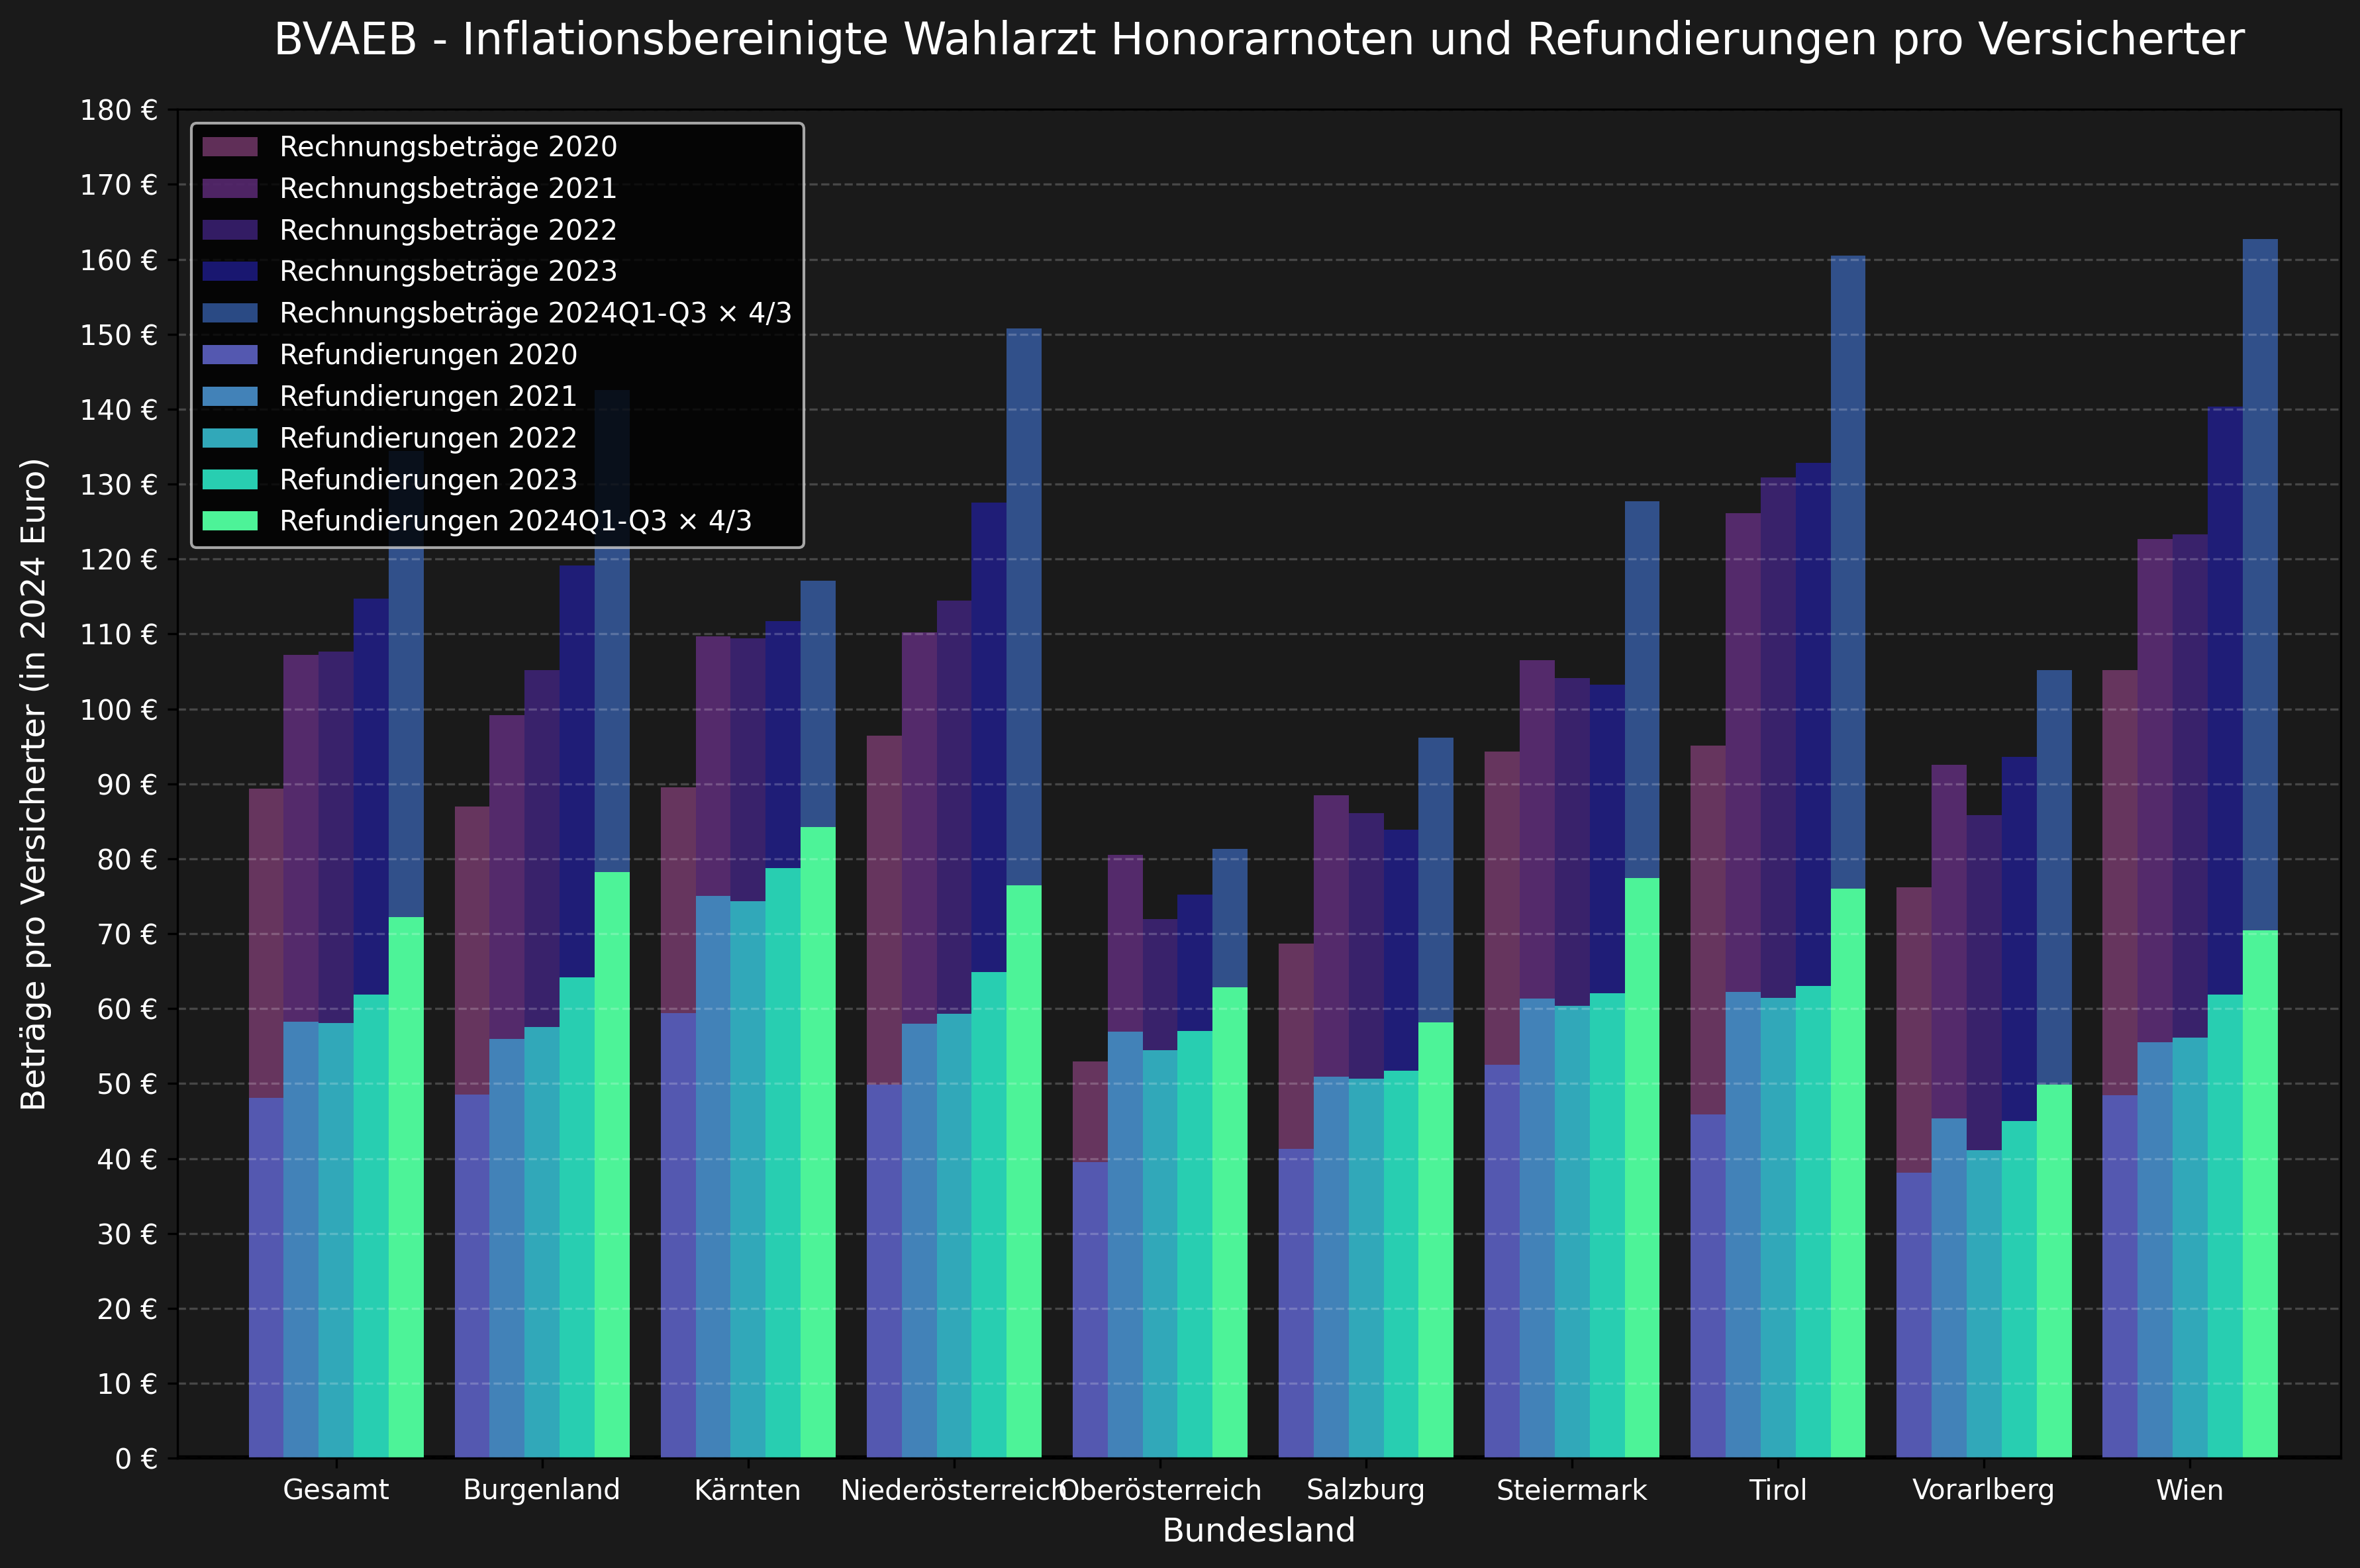 BVAEB - Inflationsbereinigte Wahlarzt Honorarnoten und Refundierungen pro Versicherter
180 €
170 €
160 €
150 €
140 €
130 €
120 €
110 €
100 €
90 €
80 €
70 €
60 €
50 €
40 €
30 €
20 €
10 €
0 €
Beträge pro Versicherter (in 2024 Euro)
Rechnungsbeträge 2020
Rechnungsbeträge 2021
Rechnungsbeträge 2022
Rechnungsbeträge 2023
Rechnungsbeträge 2024Q1-Q3 × 4/3
Refundierungen 2020
Refundierungen 2021
Refundierungen 2022
Refundierungen 2023
Refundierungen 2024Q1-Q3 × 4/3
Gesamt Burgenland Kärnten Niederösterreich Oberösterreich Salzburg Steiermark Tirol Vorarlberg Wien
Bundesland